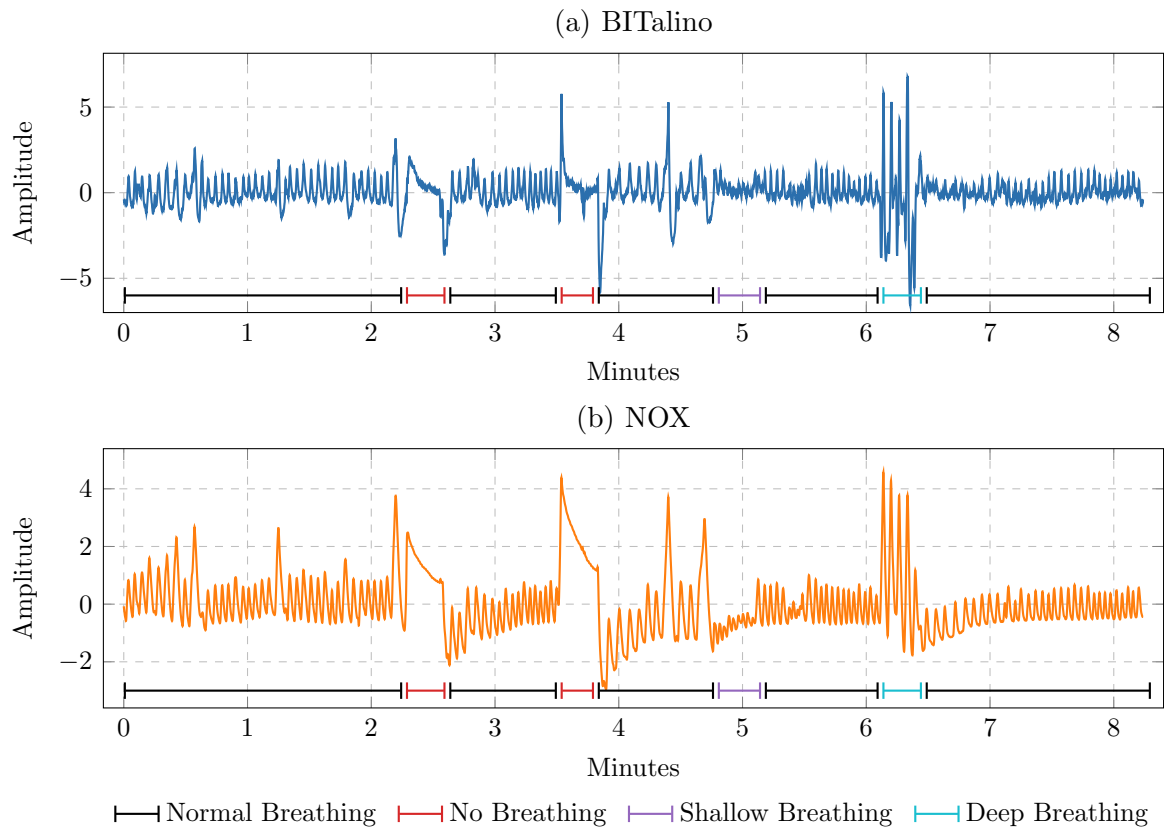 (a) BITalino
Amplitude
5
0
−5
0 1 2 3 4 5 6 7 8
Minutes
(b) NOX
Amplitude
4
2
0
−2
0 1 2 3 4 5 6 7 8
Minutes
Normal Breathing No Breathing Shallow Breathing Deep Breathing